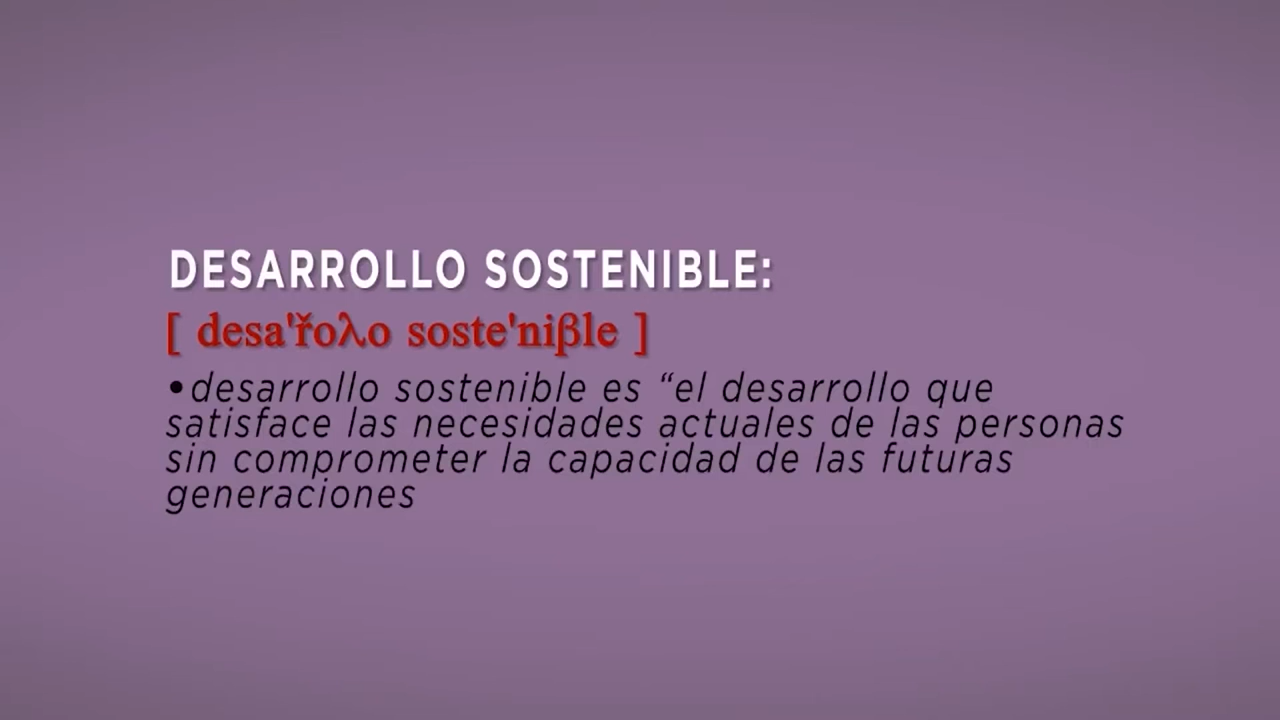 DESARROLLO SOSTENIBLE:
[ desa'řoλo soste'niβle ]
•desarrollo sostenible es “el desarrollo que
satisface las necesidades actuales de las personas
sin comprometer la capacidad de las futuras
generaciones